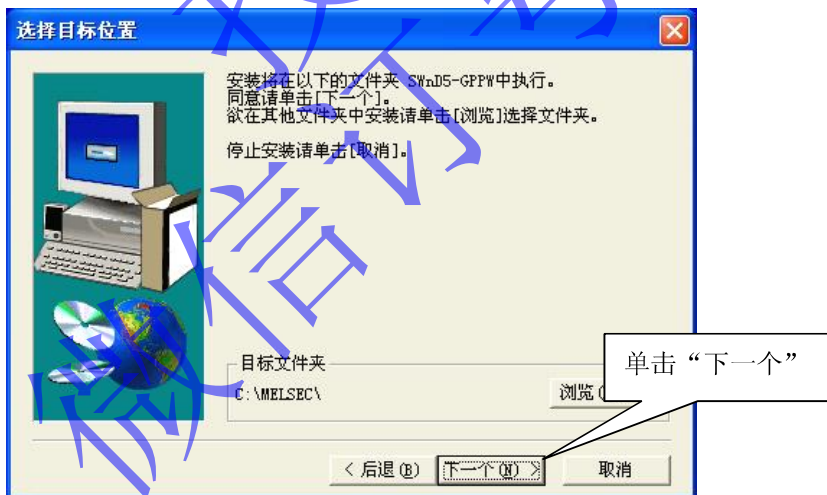 选择目标位置
安装将在以下的文件夹 SWnD5-GPPW中执行。
同意请单击[下一个]。
欲在其他文件夹中安装请单击[浏览]选择文件夹。
停止安装请单击[取消]。
目标文件夹
C:\MELSEC\
浏览(
单击“下一个”
< 后退(B)
下一个(N) >
取消
微信订